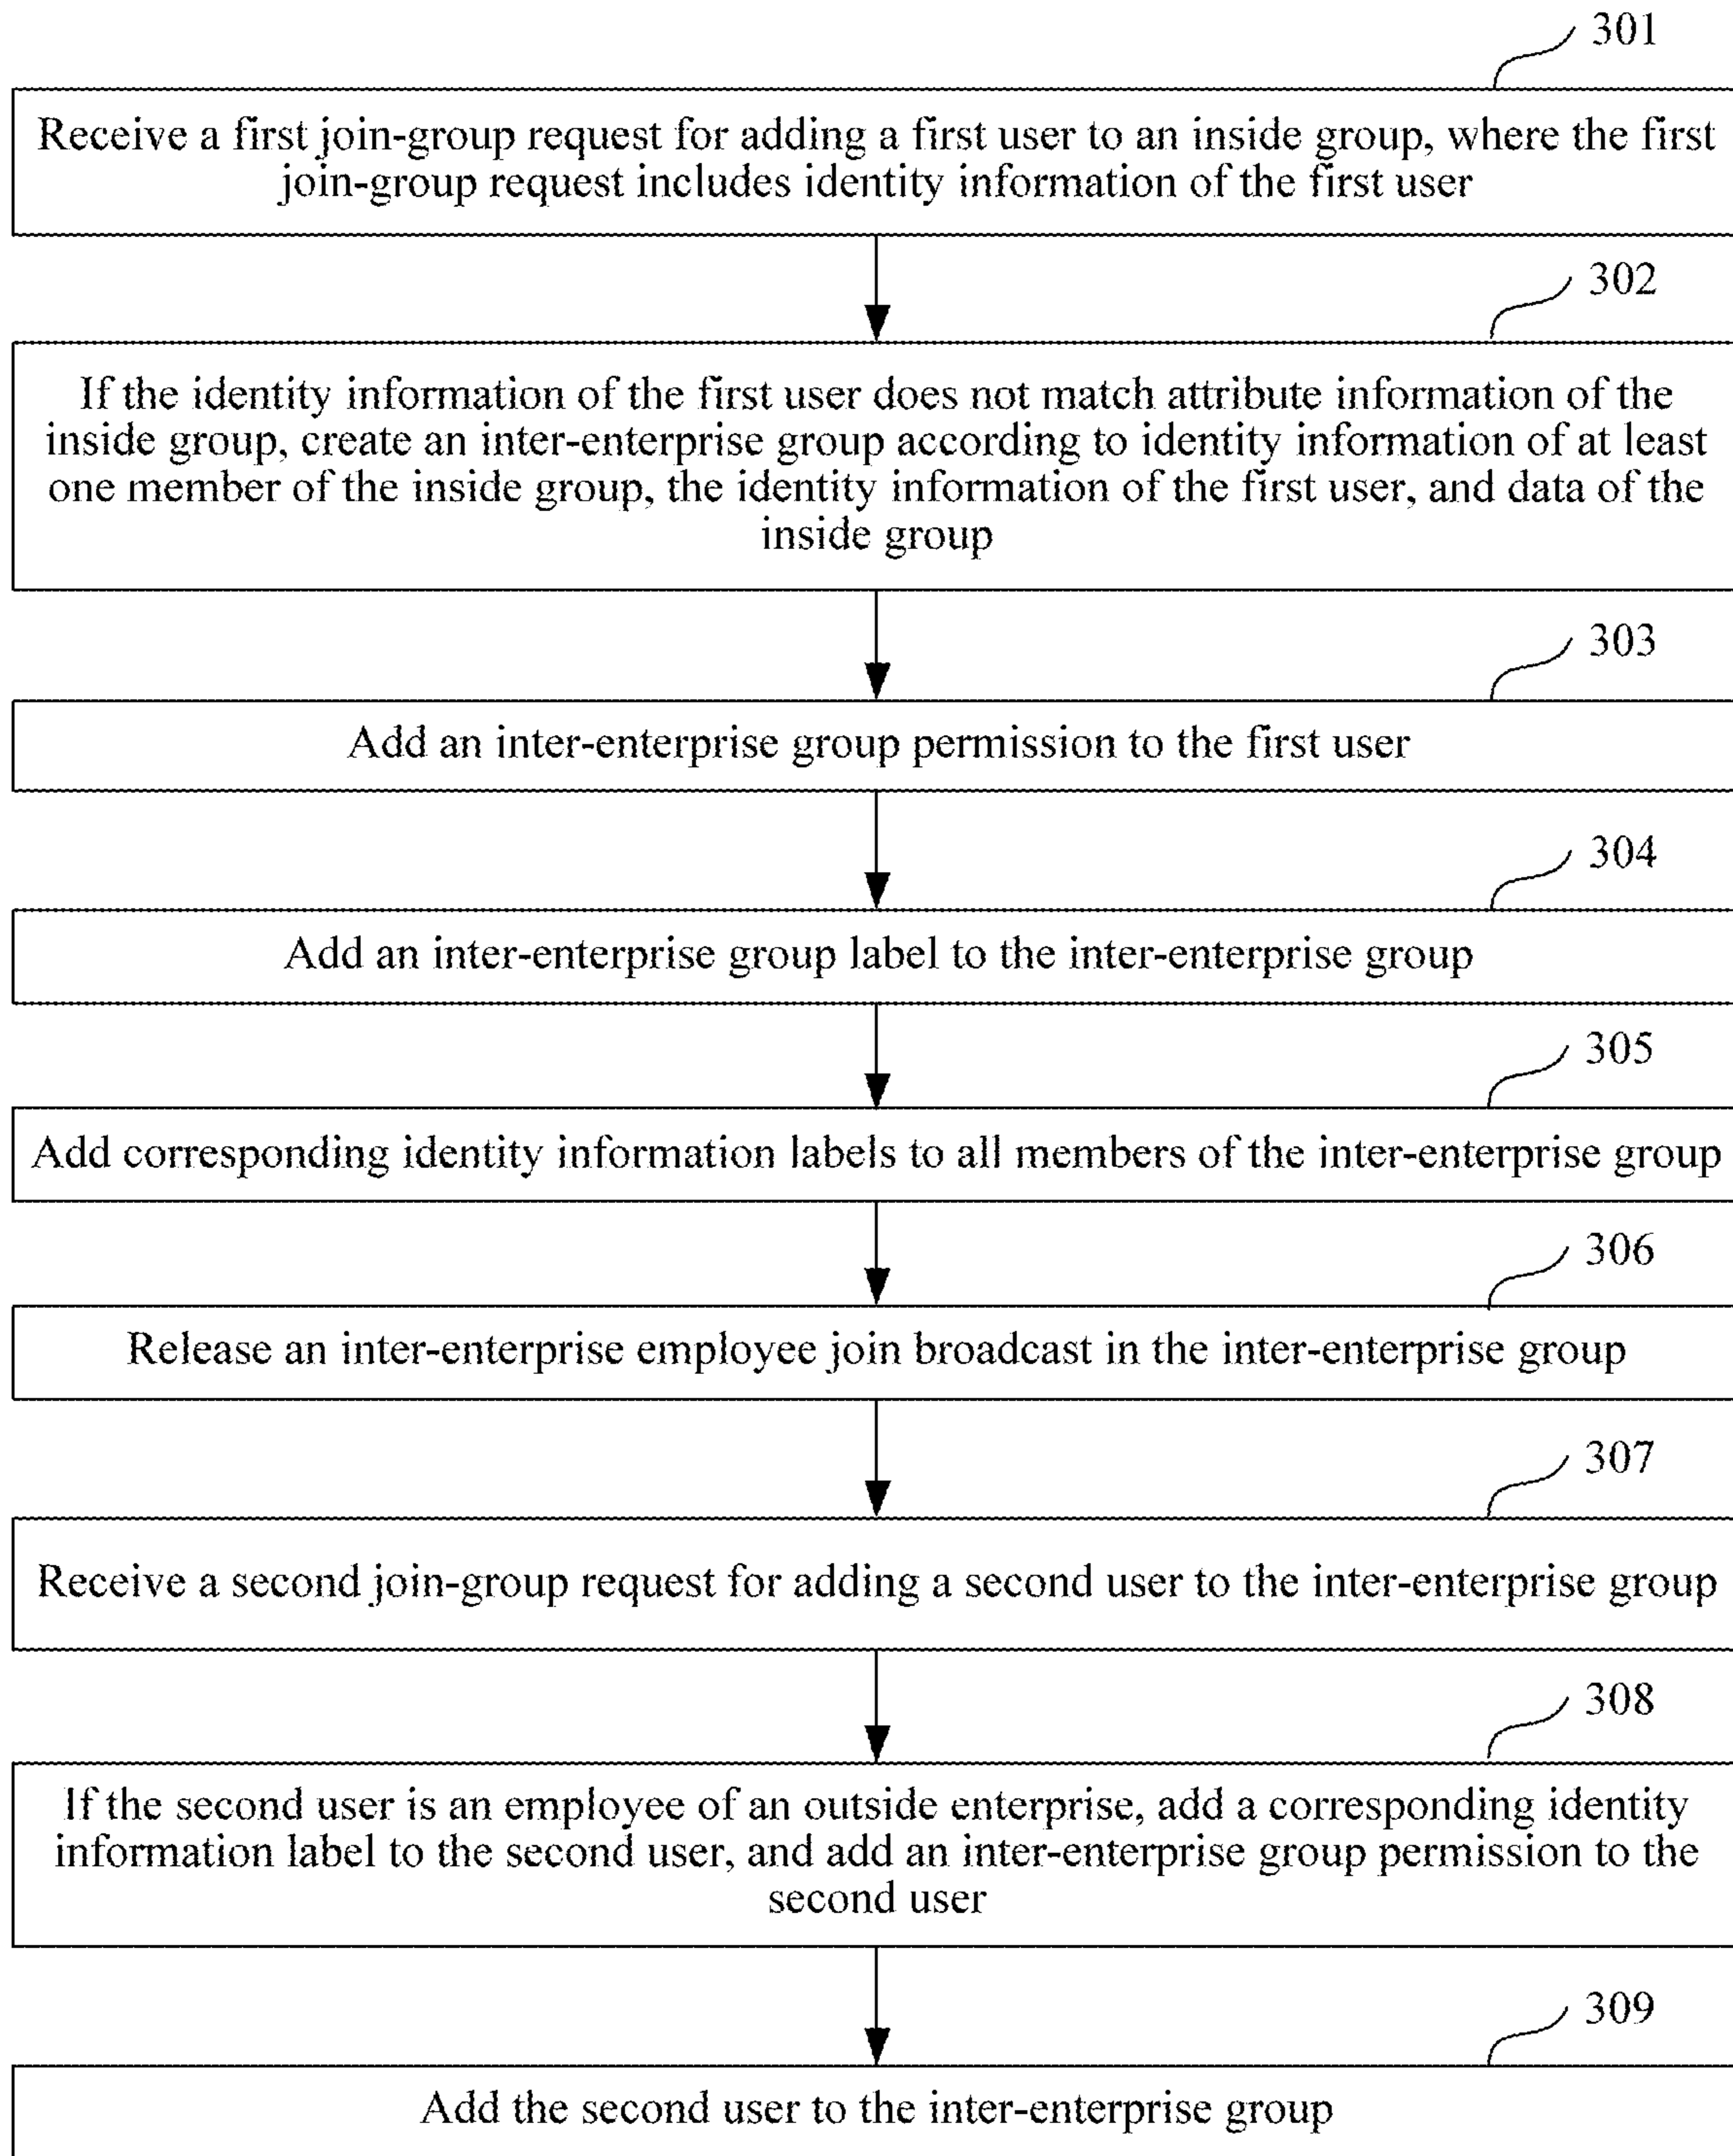 301
Receive a first join-group request for adding a first user to an inside group, where the first
join-group request includes identity information of the first user
302
If the identity information of the first user does not match attribute information of the
inside group, create an inter-enterprise group according to identity information of at least
one member of the inside group, the identity information of the first user, and data of the
inside group
303
Add an inter-enterprise group permission to the first user
304
Add an inter-enterprise group label to the inter-enterprise group
305
Add corresponding identity information labels to all members of the inter-enterprise group
306
Release an inter-enterprise employee join broadcast in the inter-enterprise group
307
Receive a second join-group request for adding a second user to the inter-enterprise group
308
If the second user is an employee of an outside enterprise, add a corresponding identity
information label to the second user, and add an inter-enterprise group permission to the
second user
309
Add the second user to the inter-enterprise group